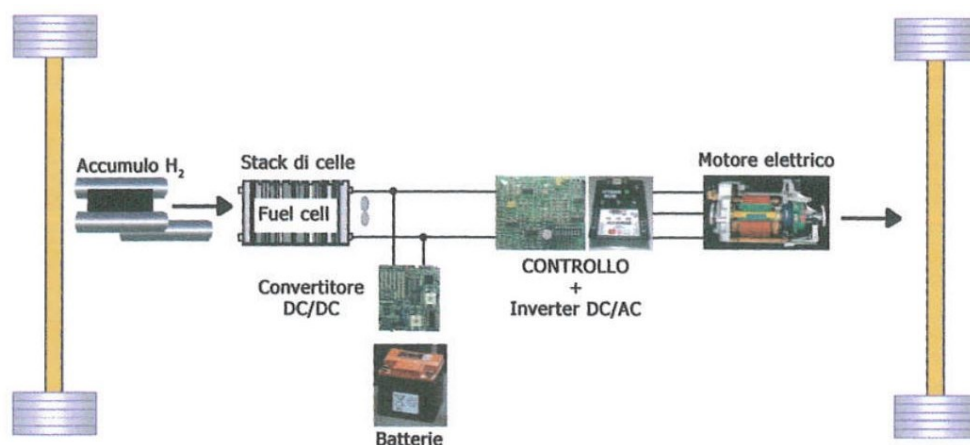 Accumulo H₂
Stack di celle
Fuel cell
Motore elettrico
Convertitore
DC/DC
CONTROLLO
+
Inverter DC/AC
Batterie